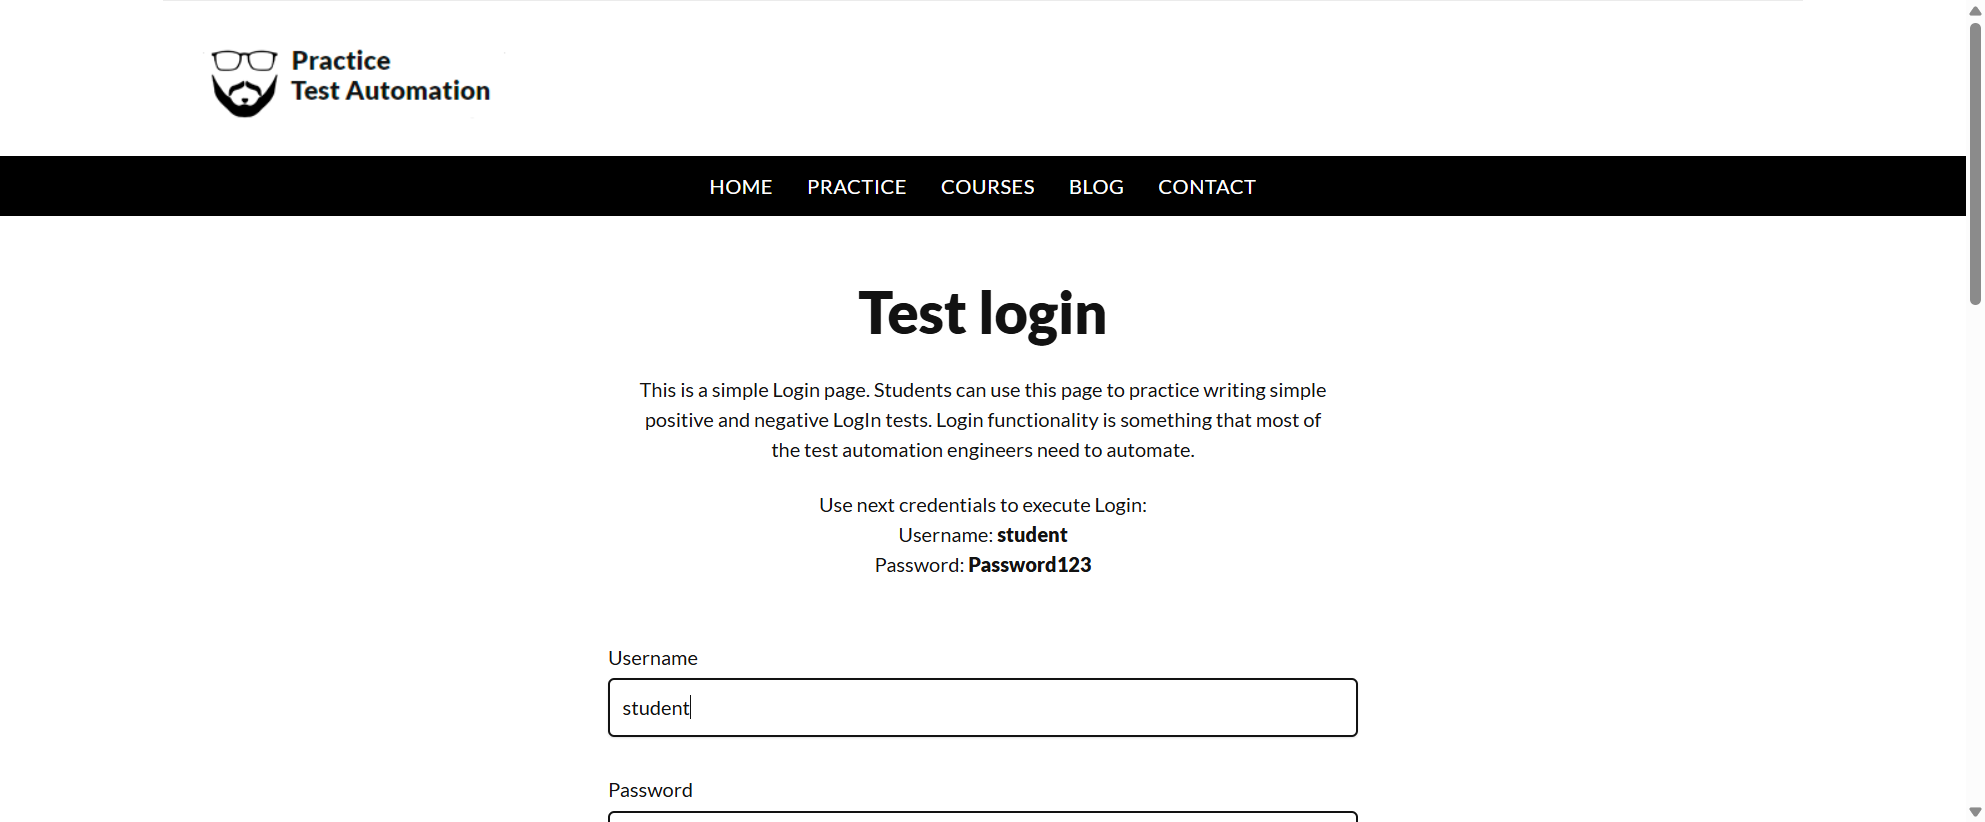 Practice
Test Automation
HOME PRACTICE COURSES BLOG CONTACT
Test login
This is a simple Login page. Students can use this page to practice writing simple
positive and negative LogIn tests. Login functionality is something that most of
the test automation engineers need to automate.
Use next credentials to execute Login:
Username: student
Password: Password123
Username
student
Password